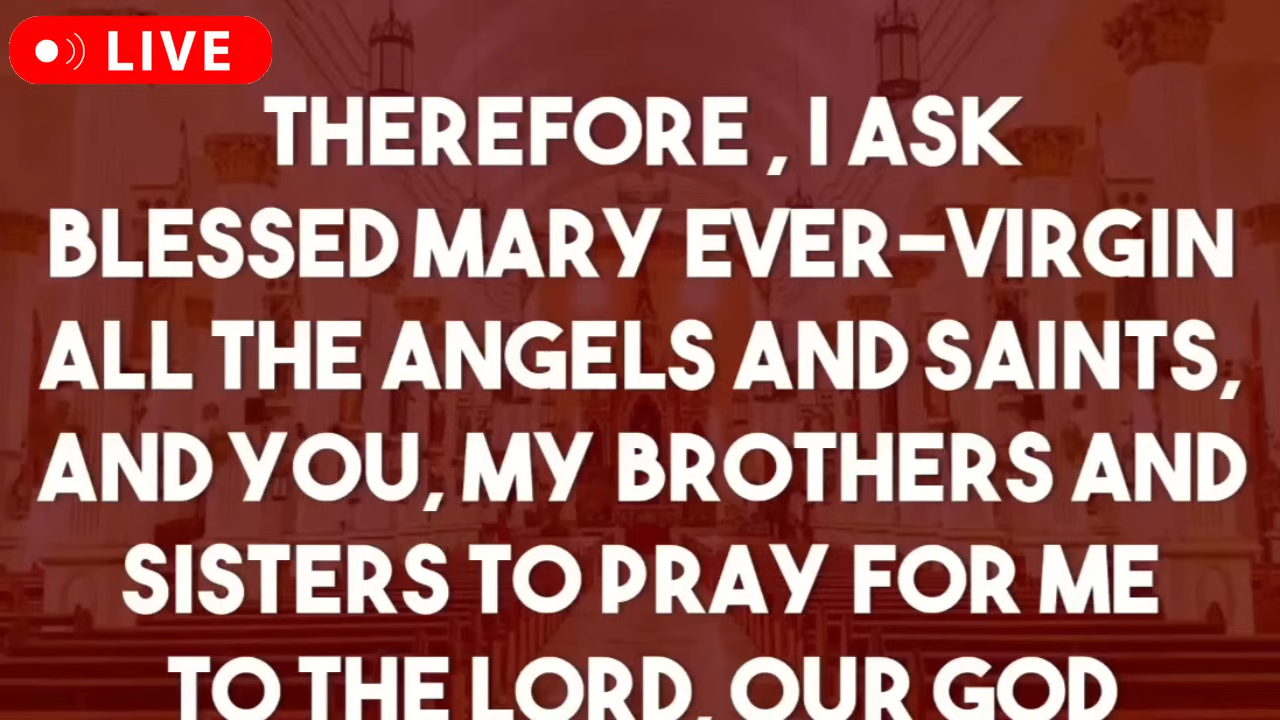 LIVE
THEREFORE , I ASK
BLESSED MARY EVER-VIRGIN
ALL THE ANGELS AND SAINTS,
AND YOU, MY BROTHERS AND
SISTERS TO PRAY FOR ME
TO THE LORD, OUR GOD